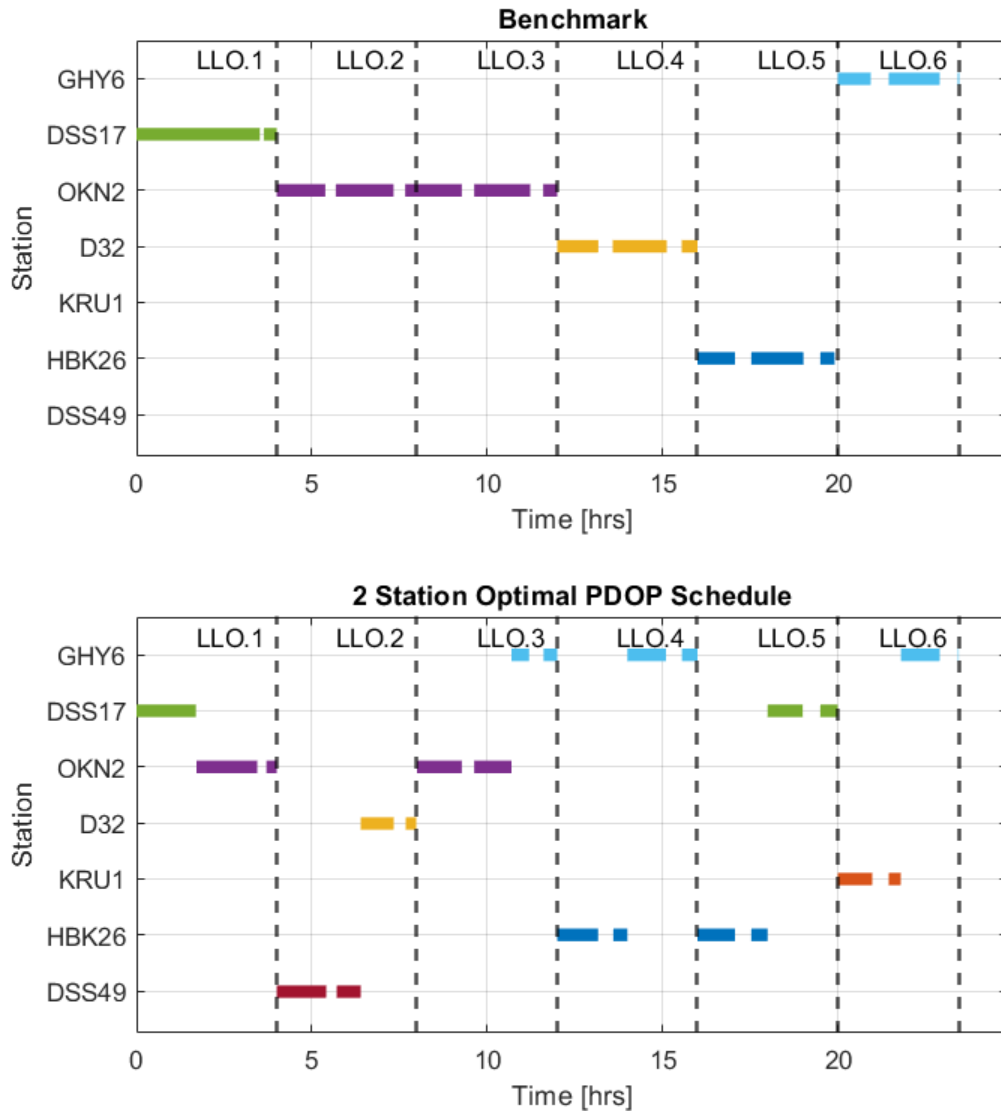 Benchmark
LLO.1 LLO.2 LLO.3 LLO.4 LLO.5 LLO.6
GHY6
DSS17
OKN2
D32
KRU1
HBK26
DSS49
Station
0 5 10 15 20
Time [hrs]
2 Station Optimal PDOP Schedule
LLO.1 LLO.2 LLO.3 LLO.4 LLO.5 LLO.6
GHY6
DSS17
OKN2
D32
KRU1
HBK26
DSS49
Station
0 5 10 15 20
Time [hrs]